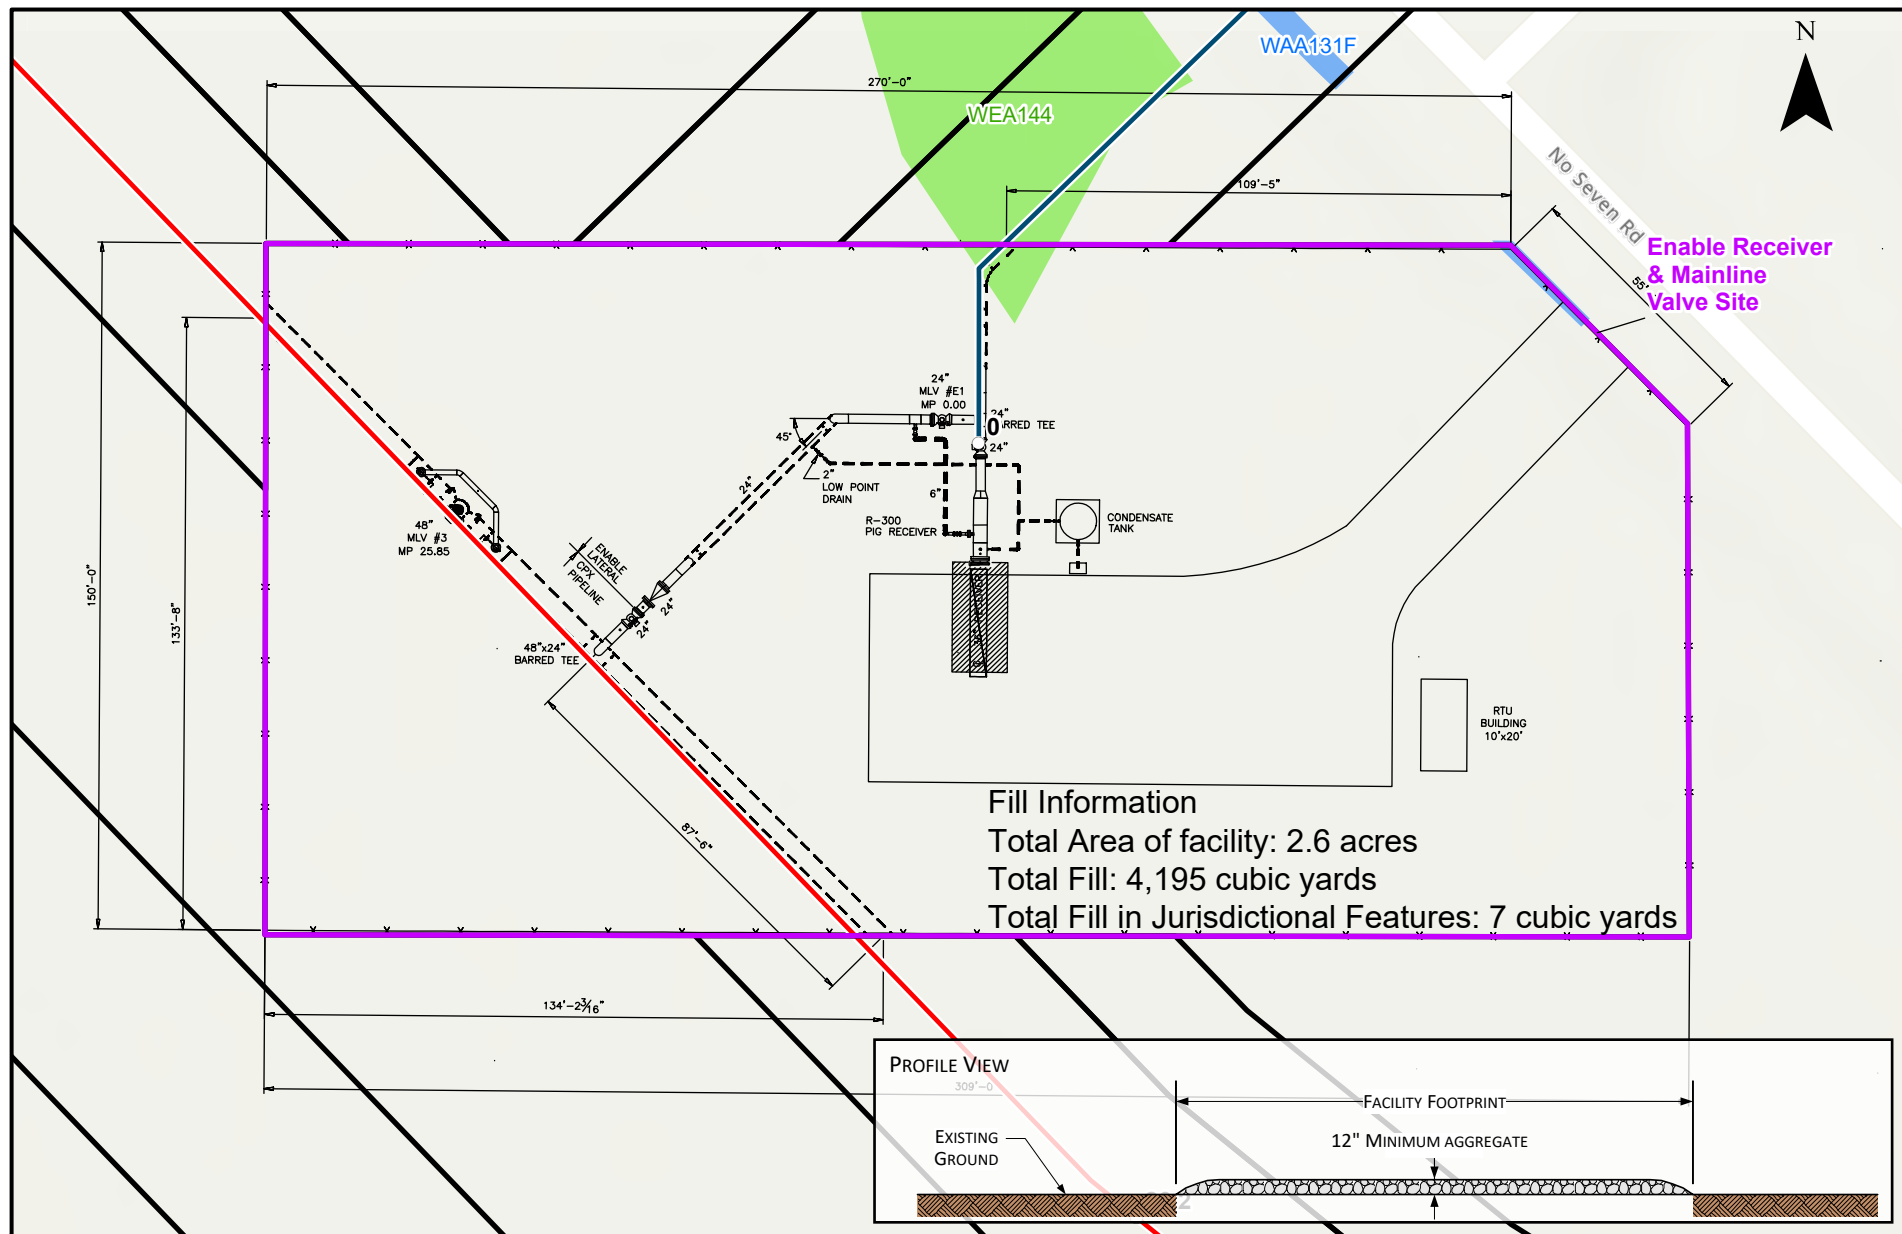 WAA131F
N
270'-0"
WEA144
No Seven Rd
109'-5"
Enable Receiver
& Mainline
Valve Site
55'
24"
MLV #E1
MP 0.00
24"
0
RRED TEE
24"
45°
2"
LOW POINT
DRAIN
24"
6"
R-300
PIG RECEIVER
CONDENSATE
TANK
48"
MLV #3
MP 25.85
ENABLE
LATERAL
CPX
PIPELINE
24"
24"
48"x24"
BARRED TEE
150'-0"
133'-8"
RTU
BUILDING
10'x20'
87'-6"
Fill Information
Total Area of facility: 2.6 acres
Total Fill: 4,195 cubic yards
Total Fill in Jurisdictional Features: 7 cubic yards
134'-2 3/16"
309'-0
PROFILE VIEW
FACILITY FOOTPRINT
EXISTING
GROUND
12" MINIMUM AGGREGATE
2